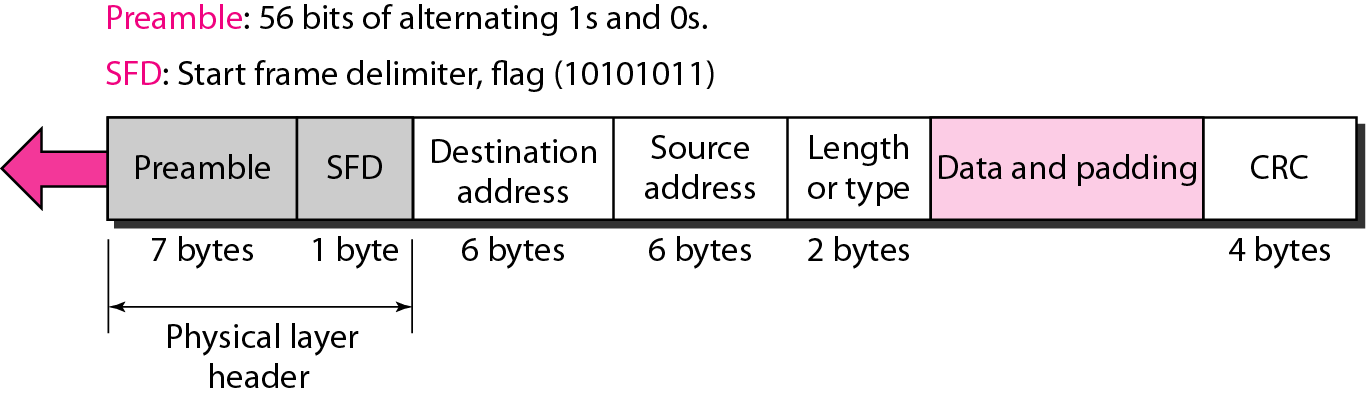 Preamble: 56 bits of alternating 1s and 0s.
SFD: Start frame delimiter, flag (10101011)
Preamble
SFD
Destination
address
Source
address
Length
or type
Data and padding
CRC
7 bytes
1 byte
6 bytes
6 bytes
2 bytes
4 bytes
Physical layer
header